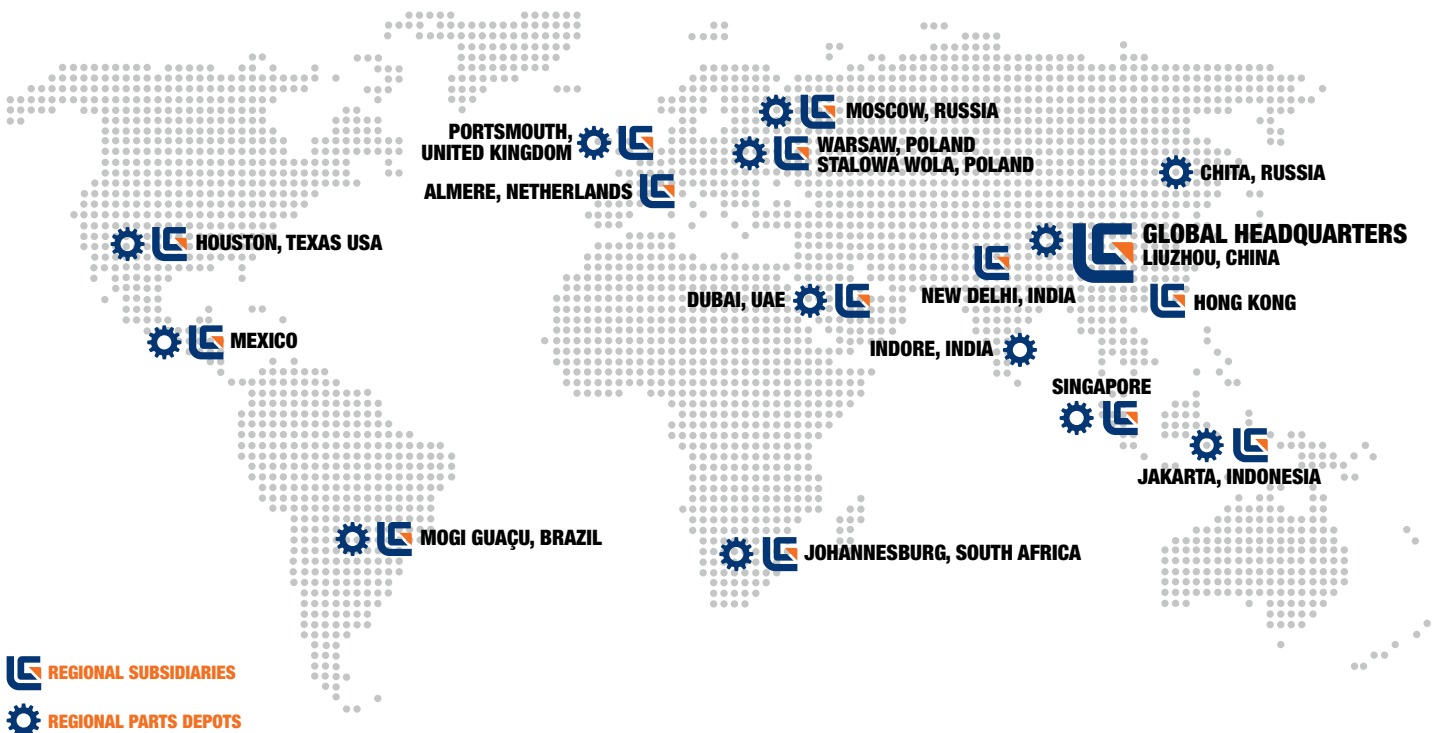 MOSCOW, RUSSIA
PORTSMOUTH,
UNITED KINGDOM
WARSAW, POLAND
STALOWA WOLA, POLAND
CHITA, RUSSIA
ALMERE, NETHERLANDS
HOUSTON, TEXAS USA
GLOBAL HEADQUARTERS
LIUZHOU, CHINA
DUBAI, UAE
NEW DELHI, INDIA
HONG KONG
MEXICO
INDORE, INDIA
SINGAPORE
JAKARTA, INDONESIA
MOGI GUAÇU, BRAZIL
JOHANNESBURG, SOUTH AFRICA
REGIONAL SUBSIDIARIES
REGIONAL PARTS DEPOTS